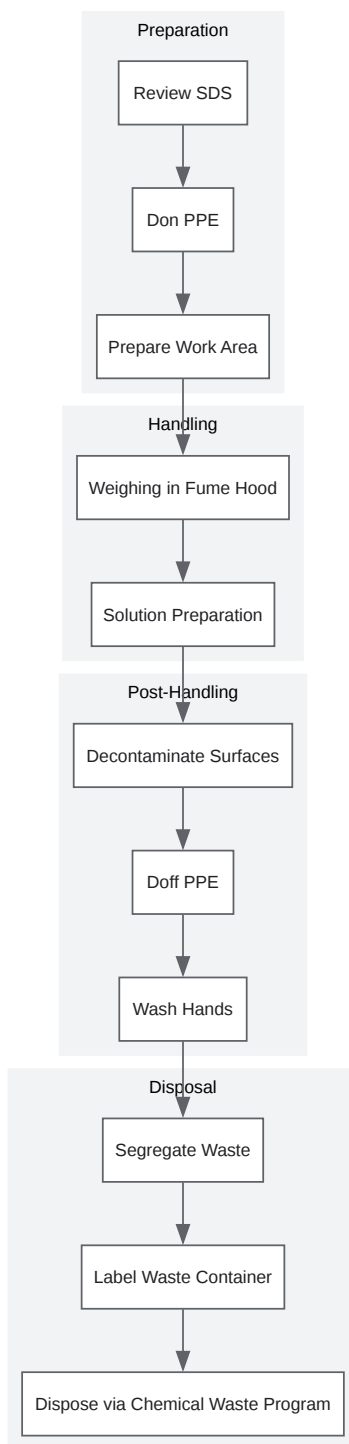 Preparation
Review SDS
Don PPE
Prepare Work Area
Handling
Weighing in Fume Hood
Solution Preparation
Post-Handling
Decontaminate Surfaces
Doff PPE
Wash Hands
Disposal
Segregate Waste
Label Waste Container
Dispose via Chemical Waste Program